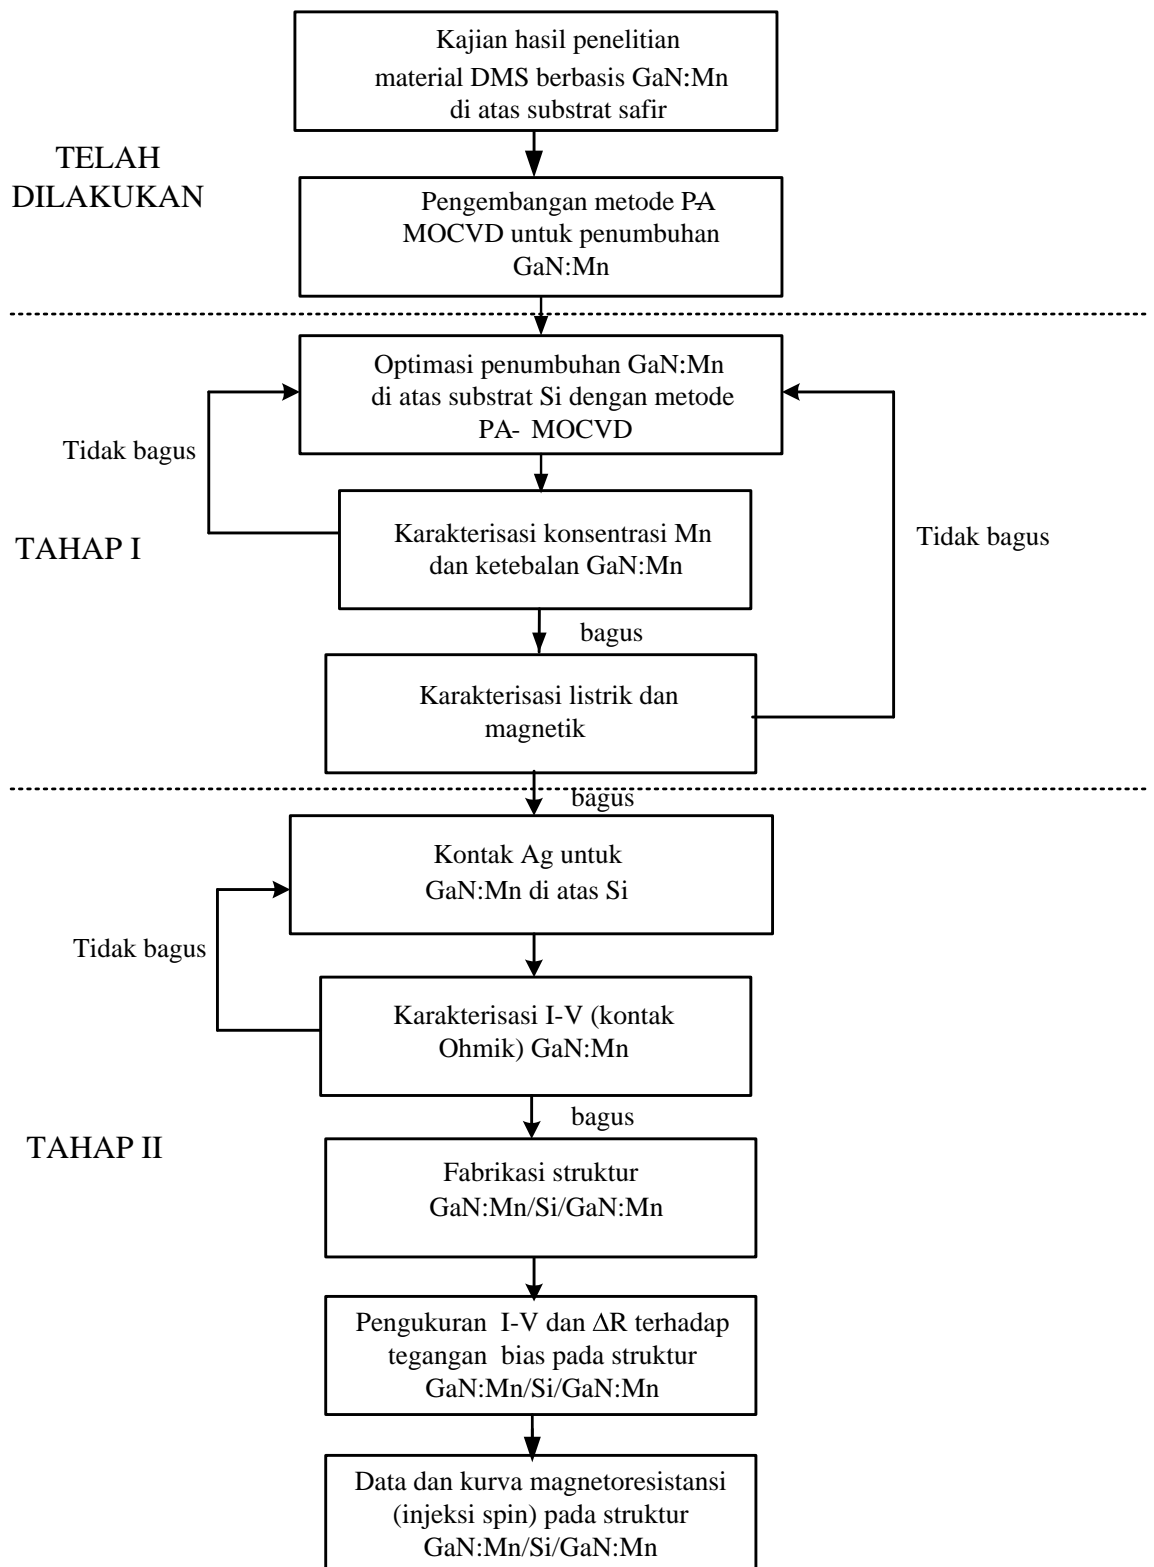 Kajian hasil penelitian
material DMS berbasis GaN:Mn
di atas substrat safir
TELAH
DILAKUKAN
Pengembangan metode PA-
MOCVD untuk penumbuhan
GaN:Mn
Optimasi penumbuhan GaN:Mn
di atas substrat Si dengan metode
PA- MOCVD
Tidak bagus
TAHAP I
Karakterisasi konsentrasi Mn
dan ketebalan GaN:Mn
Tidak bagus
bagus
Karakterisasi listrik dan
magnetik
bagus
Kontak Ag untuk
GaN:Mn di atas Si
Tidak bagus
Karakterisasi I-V (kontak
Ohmik) GaN:Mn
bagus
TAHAP II
Fabrikasi struktur
GaN:Mn/Si/GaN:Mn
Pengukuran I-V dan ΔR terhadap
tegangan bias pada struktur
GaN:Mn/Si/GaN:Mn
Data dan kurva magnetoresistansi
(injeksi spin) pada struktur
GaN:Mn/Si/GaN:Mn